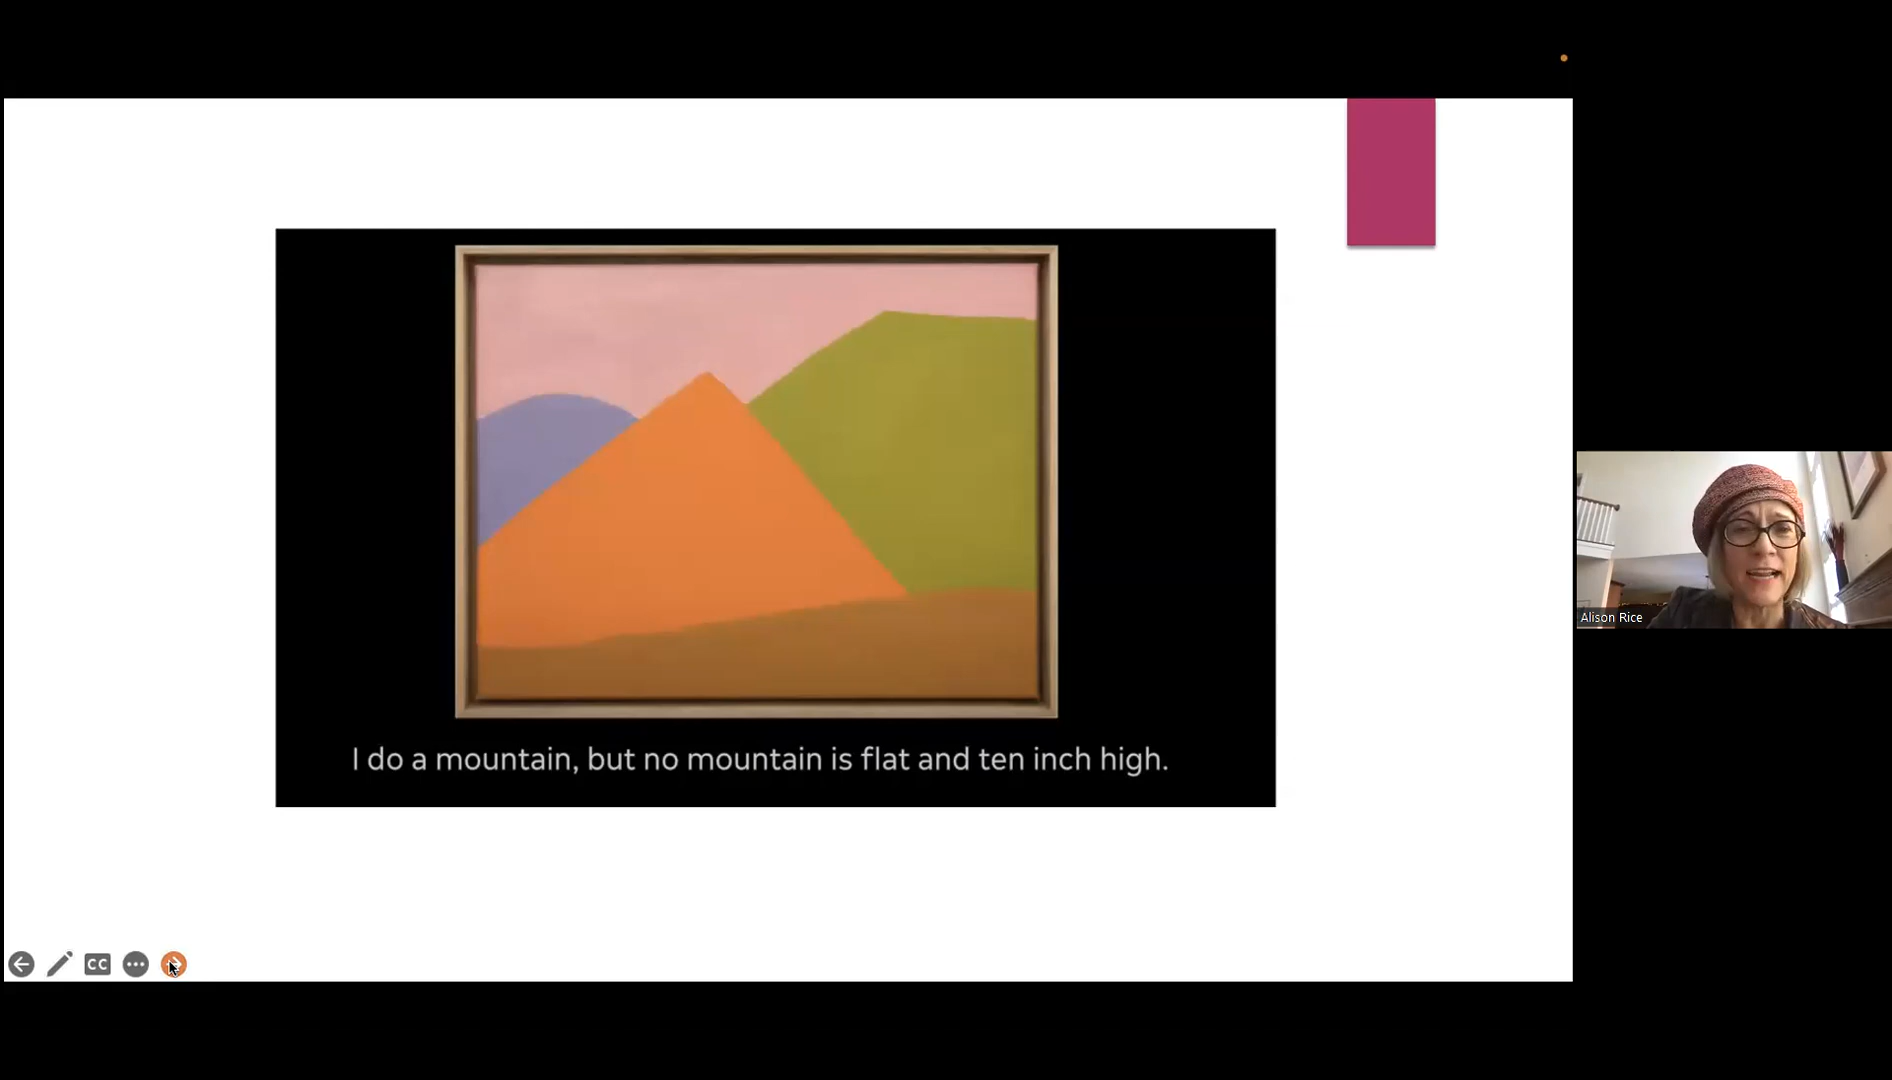 I do a mountain, but no mountain is flat and ten inch high.
Alison Rice
CC